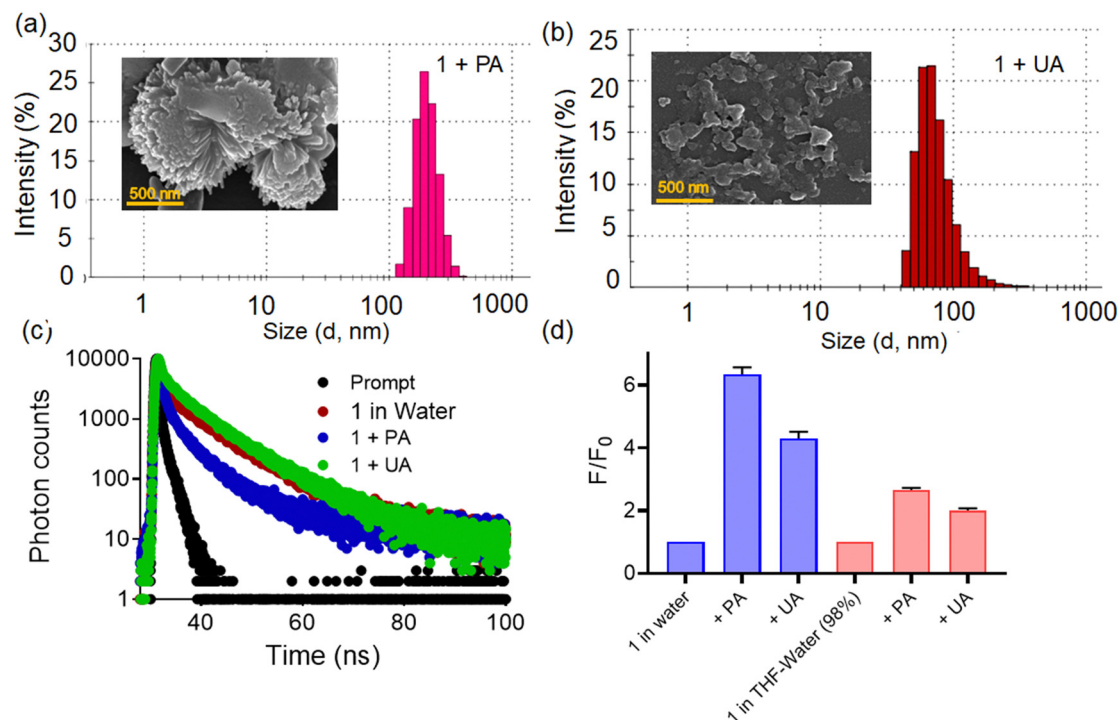 (a)
30
25
20
15
10
5
0
Intensity (%)
1 + PA
500 nm
1
10
100
1000
Size (d, nm)
(b)
25
20
15
10
5
0
Intensity (%)
1 + UA
500 nm
1
10
100
1000
Size (d, nm)
(c)
10000
1000
100
10
1
Photon counts
Prompt
1 in Water
1 + PA
1 + UA
40
60
80
100
Time (ns)
(d)
6
4
2
0
F/F0
1 in water
+ PA
+ UA
1 in THF-Water (98%)
+ PA
+ UA